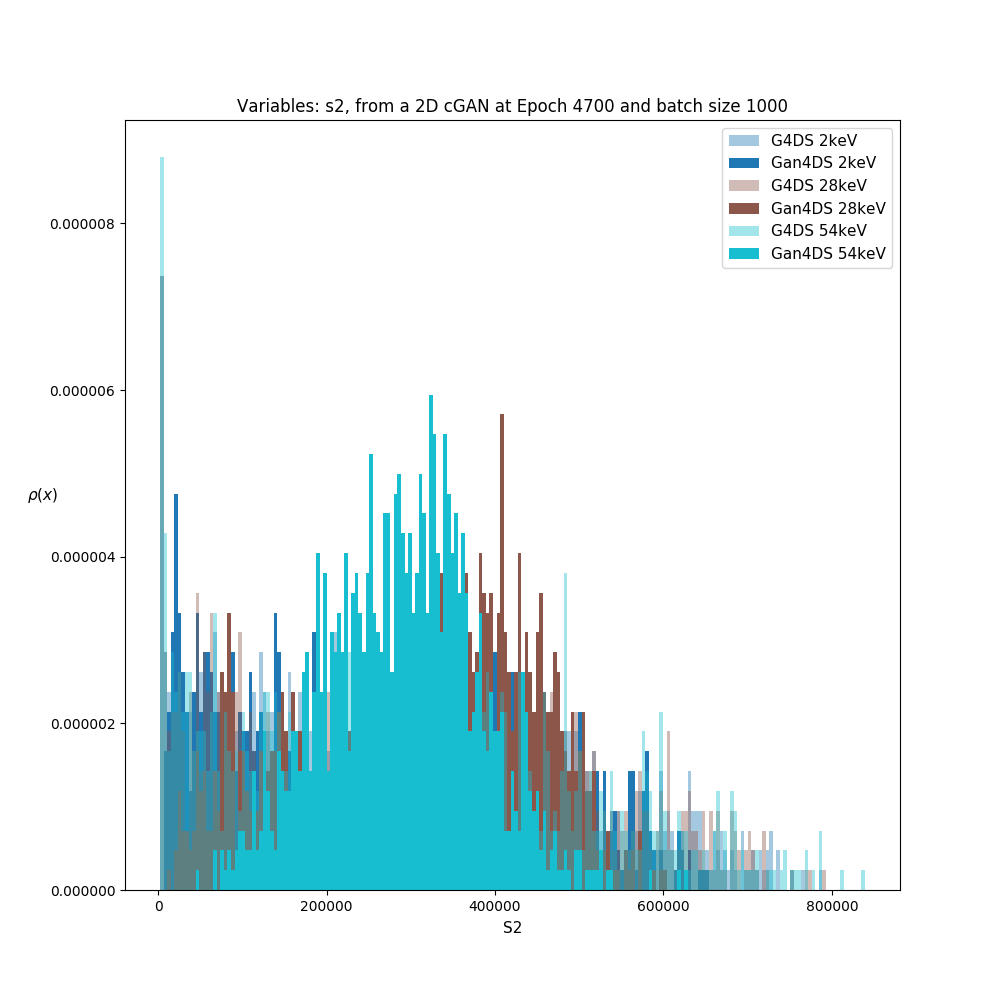 Variables: s2, from a 2D cGAN at Epoch 4700 and batch size 1000
G4DS 2keV
Gan4DS 2keV
G4DS 28keV
Gan4DS 28keV
G4DS 54keV
Gan4DS 54keV
0.000008
0.000006
ρ(x)
0.000004
0.000002
0.000000
0 200000 400000 600000 800000
S2